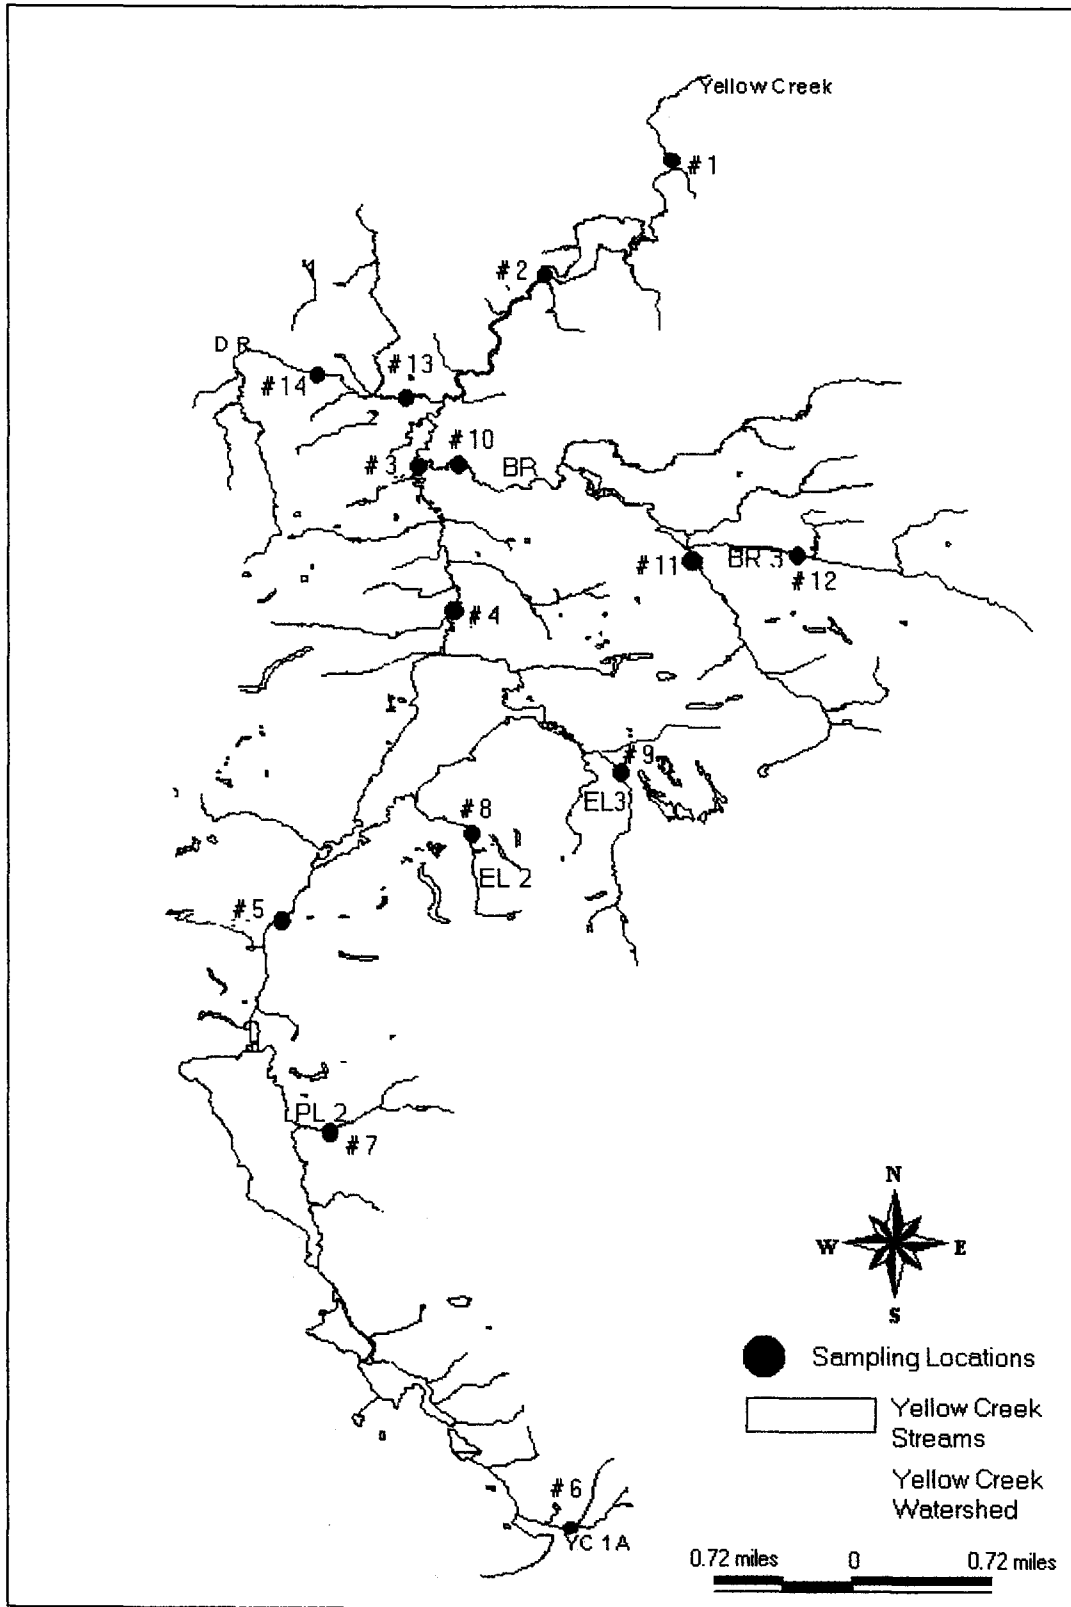 Yellow Creek
#1
#2
D R
#13
#14
#10
#3
BR
#11
BR 3
#12
#4
#9
EL3
#8
EL 2
#5
LPL 2
#7
N
W
E
S
Sampling Locations
Yellow Creek
Streams
Yellow Creek
Watershed
#6
YC 1A
0.72 miles
0
0.72 miles